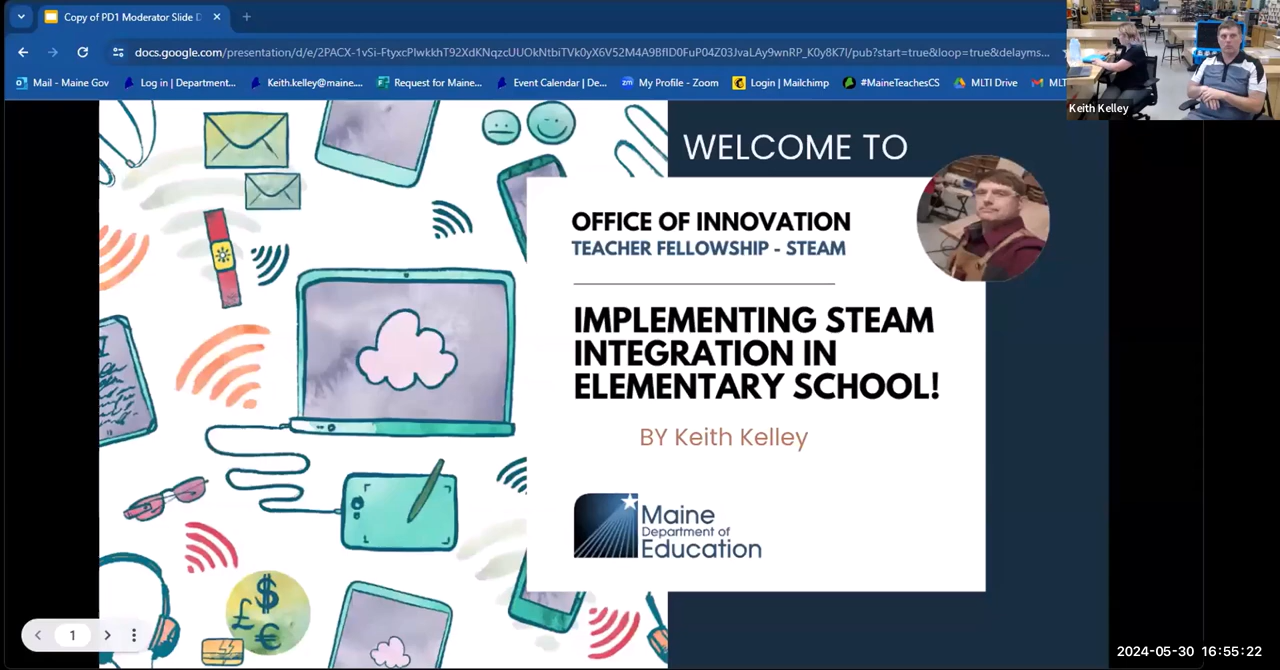 Copy of PD1 Moderator Slide D
docs.google.com/presentation/d/e/2PACX-1vSi-FtyxcPIwkkhT92XdKNqzcUUOkNtbiTVk0yX6V52M4A9BfID0FuP04Z03JvaLAy9wnRP_K0y8K7I/pub?start=true&loop=true&delayms...
Mail - Maine Gov
Log in | Department...
Keith.kelley@maine....
Request for Maine...
Event Calendar | De...
zm My Profile - Zoom
Login | Mailchimp
#MaineTeachesCS
MLTI Drive
MLT
Keith Kelley
WELCOME TO
OFFICE OF INNOVATION
TEACHER FELLOWSHIP - STEAM
IMPLEMENTING STEAM
INTEGRATION IN
ELEMENTARY SCHOOL!
BY Keith Kelley
Maine
Department of
Education
$
£
€
1
2024-05-30 16:55:22